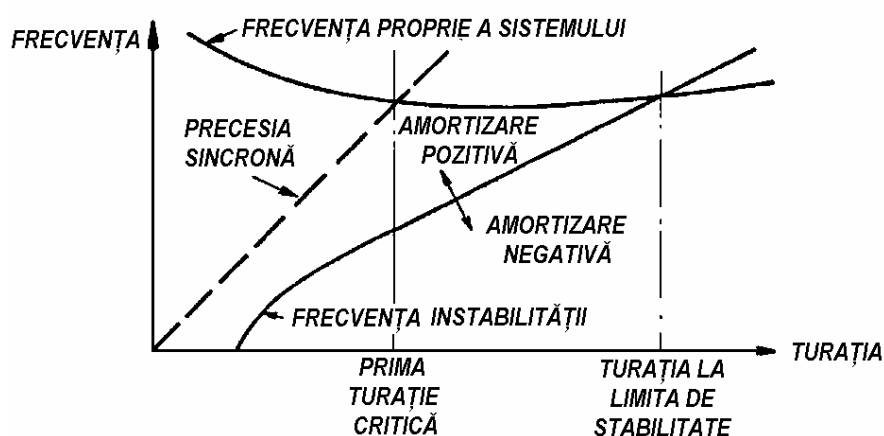 FRECVENȚA
FRECVENȚA PROPRIE A SISTEMULUI
PRECESIA
SINCRONĂ
AMORTIZARE
POZITIVĂ
AMORTIZARE
NEGATIVĂ
FRECVENȚA INSTABILITĂȚII
TURAȚIA
PRIMA
TURAȚIE
CRITICĂ
TURAȚIA LA
LIMITA DE
STABILITATE